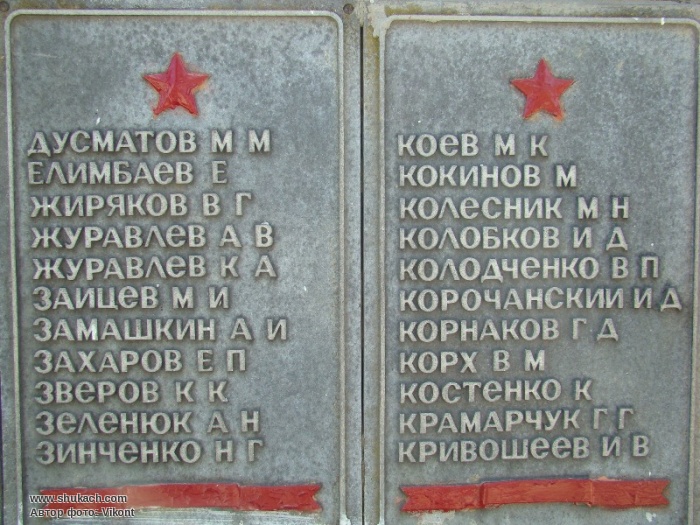 ДУСМАТОВ М М
ЕЛИМБАЕВ Е
ЖИРЯКОВ В Г
ЖУРАВЛЕВ А В
ЖУРАВЛЕВ К А
ЗАЙЦЕВ М И
ЗАМАШКИН А И
ЗАХАРОВ Е П
ЗВЕРОВ К К
ЗЕЛЕНЮК А Н
ЗИНЧЕНКО Н Г
КОЕВ М К
КОКИНОВ М
КОЛЕСНИК М Н
КОЛОБКОВ И Д
КОЛОДЧЕНКО В П
КОРОЧАНСКИИ И Д
КОРНАКОВ Г Д
КОРХ В М
КОСТЕНКО К
КРАМАРЧУК Г Г
КРИВОШЕЕВ И В
www.shukach.com
Автор фото- Vikont